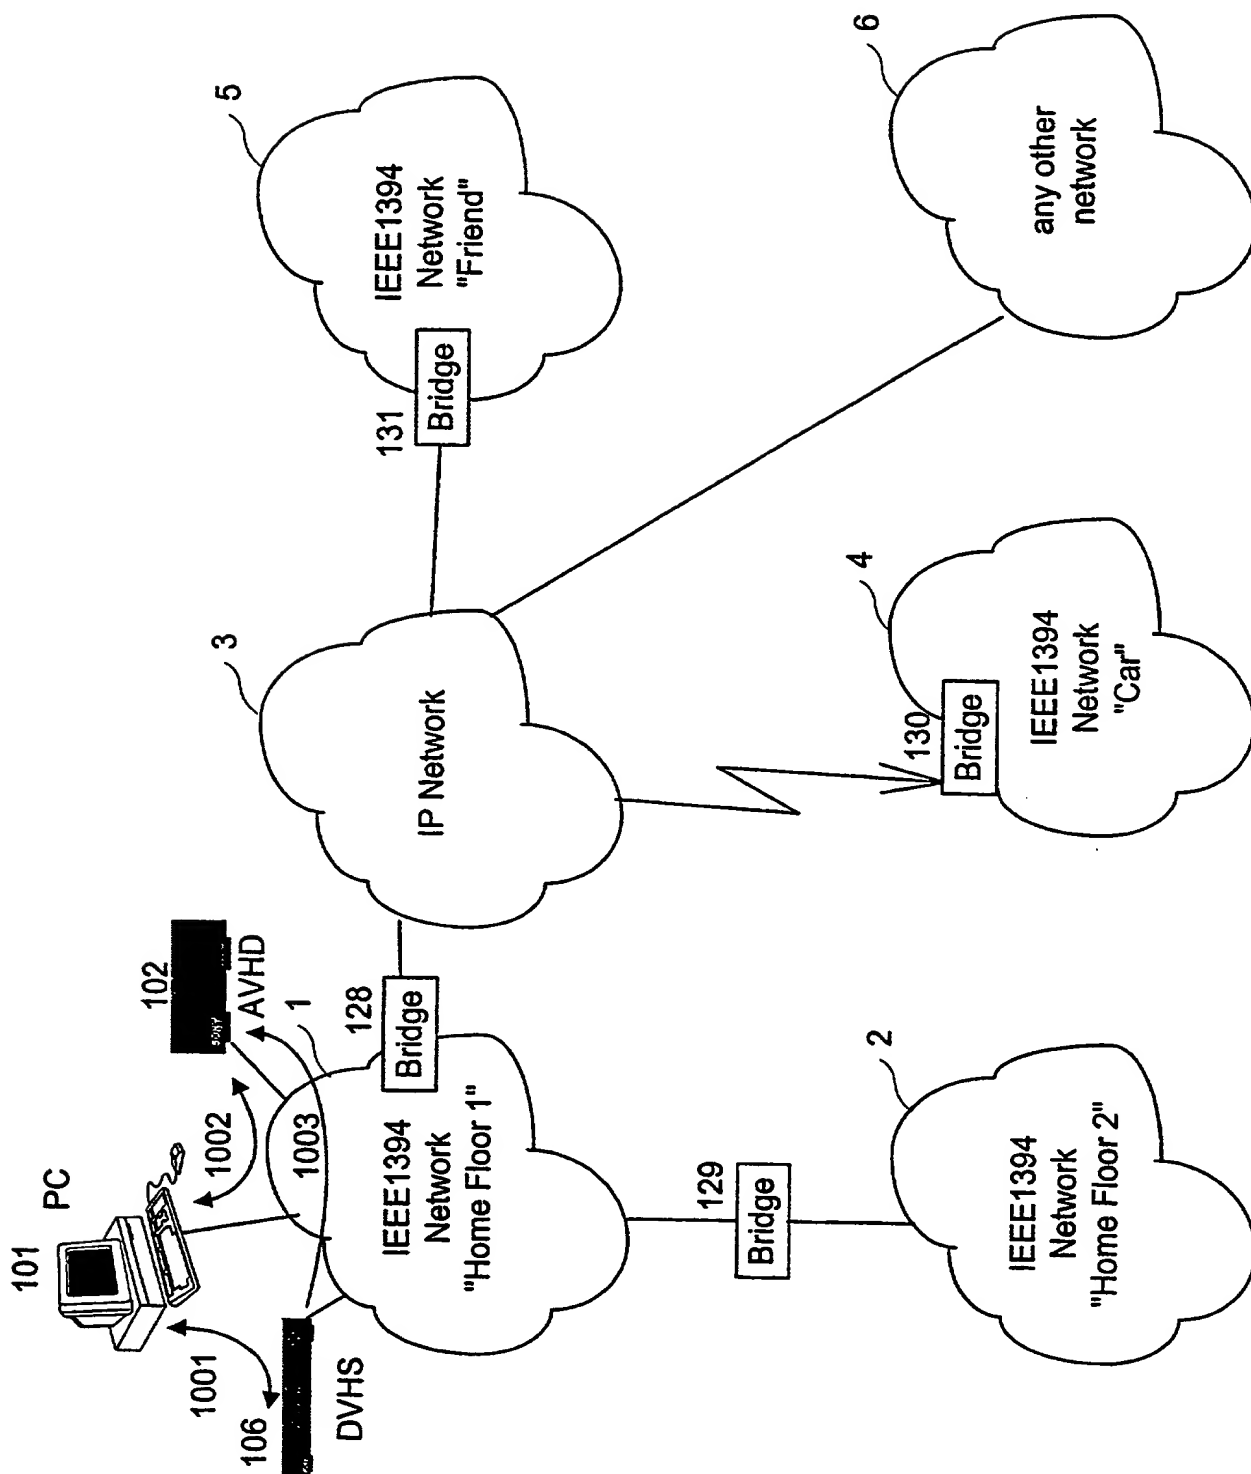 101
PC
1001
1002
106
DVHS
102
SONY
AVHD
1003
1
IEEE1394
Network
"Home Floor 1"
128
Bridge
129
Bridge
2
IEEE1394
Network
"Home Floor 2"
3
IP Network
130
Bridge
4
IEEE1394
Network
"Car"
131
Bridge
5
IEEE1394
Network
"Friend"
6
any other
network